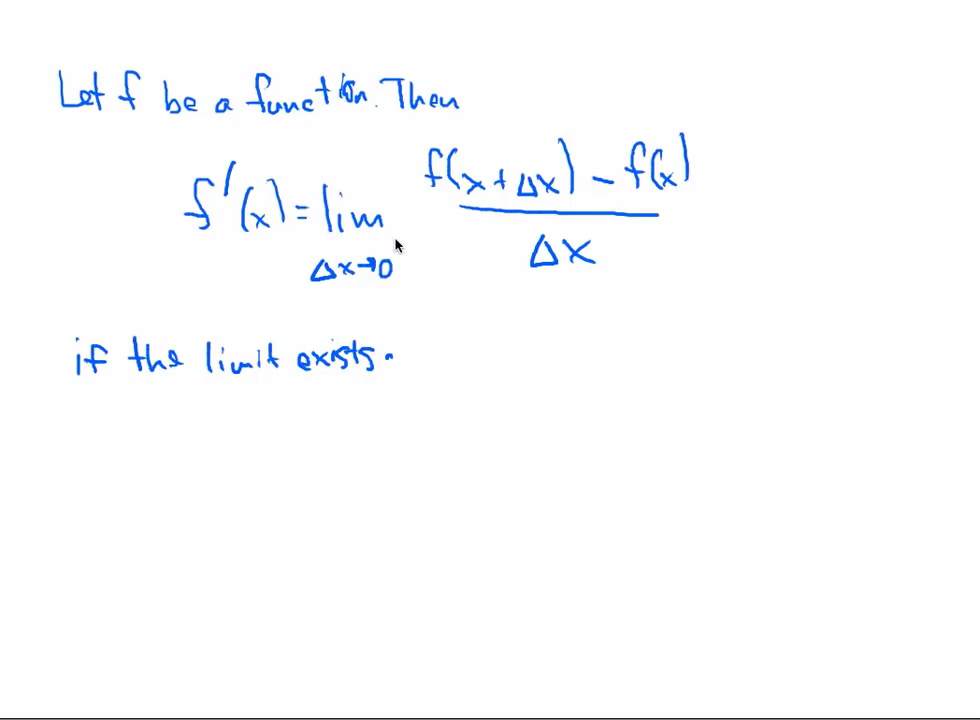 Let f be a function. Then
f'(x) = lim Δx→0 f(x + Δx) - f(x) / Δx
if the limit exists.